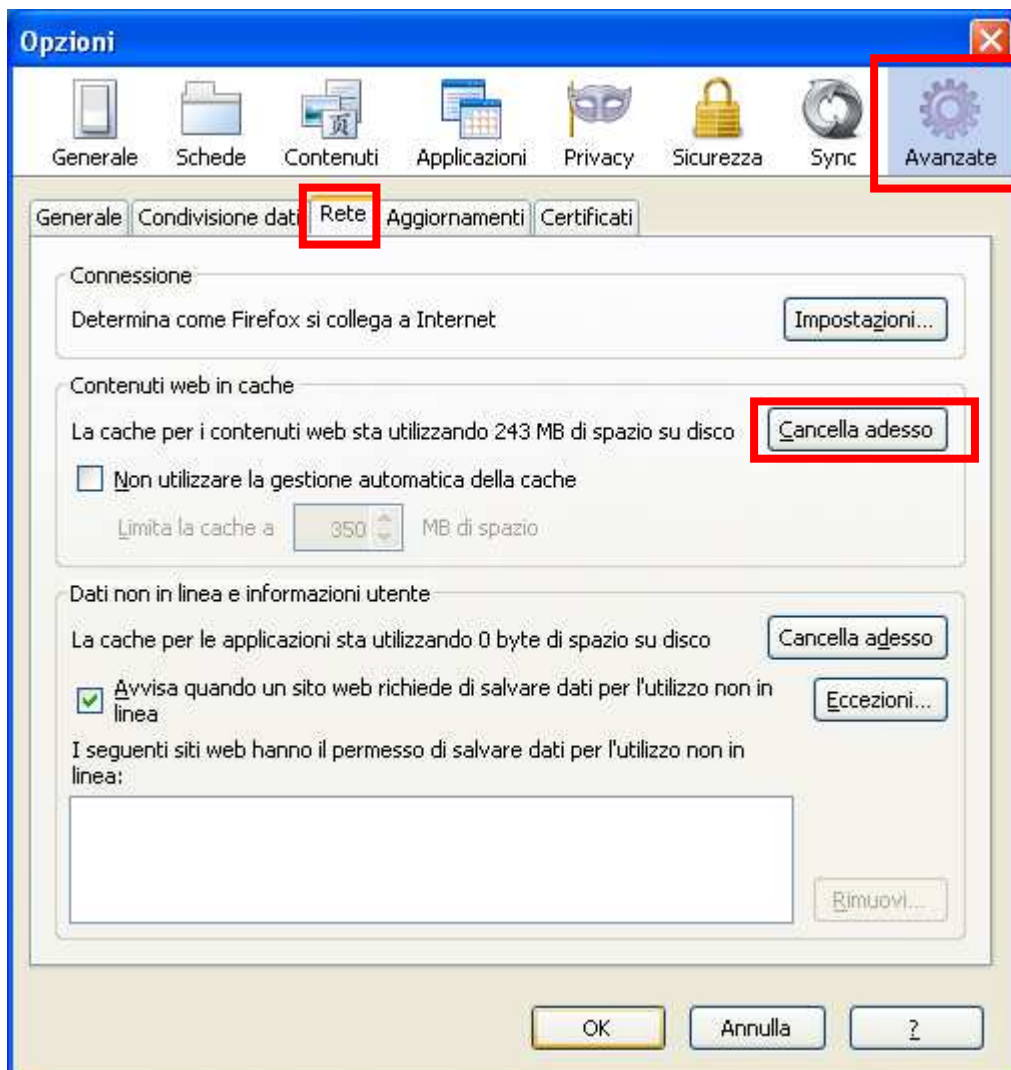 Opzioni
Generale Schede Contenuti Applicazioni Privacy Sicurezza Sync Avanzate
Generale Condivisione dati Rete Aggiornamenti Certificati
Connessione
Determina come Firefox si collega a Internet Impostazioni...
Contenuti web in cache
La cache per i contenuti web sta utilizzando 243 MB di spazio su disco Cancella adesso
Non utilizzare la gestione automatica della cache
Limita la cache a 350 MB di spazio
Dati non in linea e informazioni utente
La cache per le applicazioni sta utilizzando 0 byte di spazio su disco Cancella adesso
Avvisa quando un sito web richiede di salvare dati per l'utilizzo non in
linea Eccezioni...
I seguenti siti web hanno il permesso di salvare dati per l'utilizzo non in
linea:
Rimuovi...
OK Annulla ?